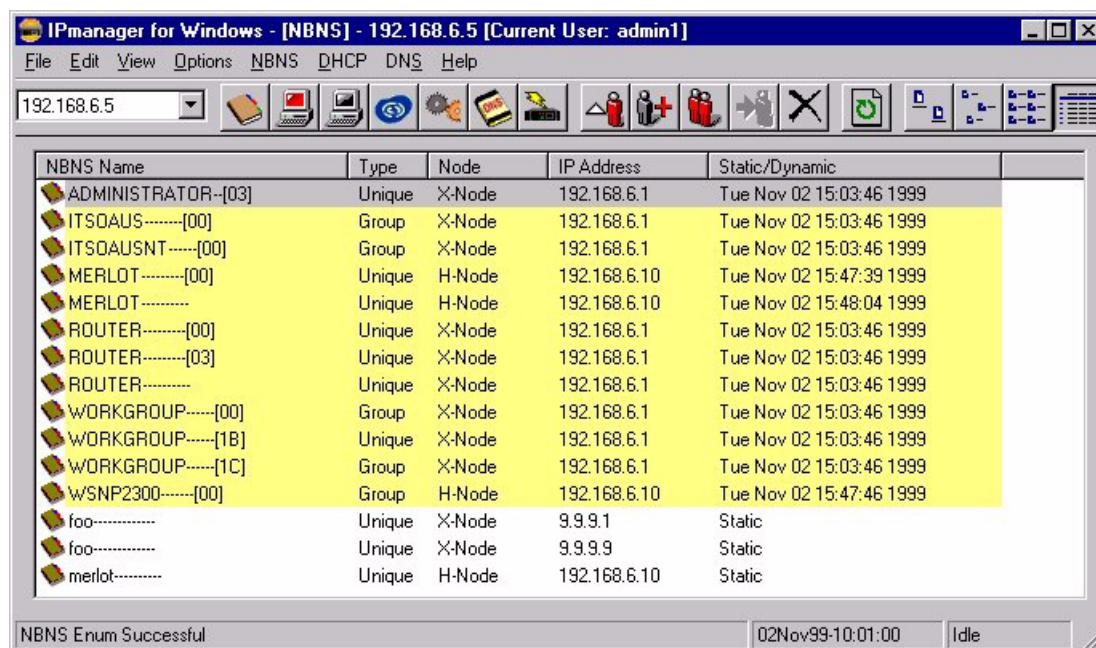 IPmanager for Windows - [NBNS] - 192.168.6.5 [Current User: admin1]
File Edit View Options NBNS DHCP DNS Help
192.168.6.5 DNS
NBNS Name Type Node IP Address Static/Dynamic
ADMINISTRATOR--[03] Unique X-Node 192.168.6.1 Tue Nov 02 15:03:46 1999
ITSOAUS--------[00] Group X-Node 192.168.6.1 Tue Nov 02 15:03:46 1999
ITSOAUSNT------[00] Group X-Node 192.168.6.1 Tue Nov 02 15:03:46 1999
MERLOT---------[00] Unique H-Node 192.168.6.10 Tue Nov 02 15:47:39 1999
MERLOT---------- Unique H-Node 192.168.6.10 Tue Nov 02 15:48:04 1999
ROUTER---------[00] Unique X-Node 192.168.6.1 Tue Nov 02 15:03:46 1999
ROUTER---------[03] Unique X-Node 192.168.6.1 Tue Nov 02 15:03:46 1999
ROUTER---------- Unique X-Node 192.168.6.1 Tue Nov 02 15:03:46 1999
WORKGROUP------[00] Group X-Node 192.168.6.1 Tue Nov 02 15:03:46 1999
WORKGROUP------[1B] Unique X-Node 192.168.6.1 Tue Nov 02 15:03:46 1999
WORKGROUP------[1C] Group X-Node 192.168.6.1 Tue Nov 02 15:03:46 1999
WSNP2300-------[00] Group H-Node 192.168.6.10 Tue Nov 02 15:47:46 1999
foo------------- Unique X-Node 9.9.9.1 Static
foo------------- Unique X-Node 9.9.9.9 Static
merlot---------- Unique H-Node 192.168.6.10 Static
NBNS Enum Successful 02Nov99-10:01:00 Idle